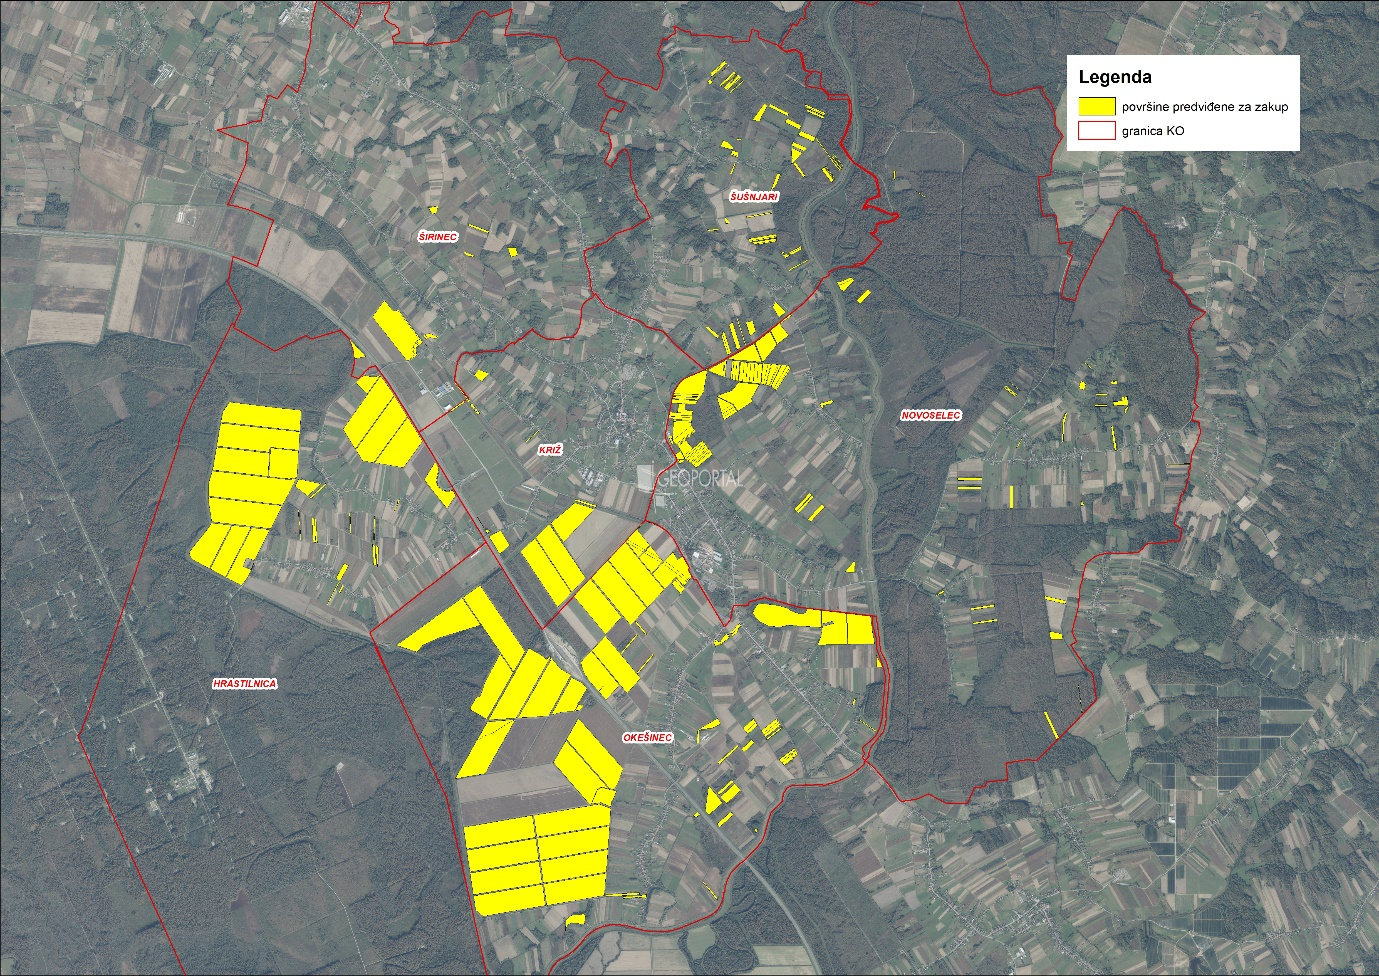 Legenda
površine predviđene za zakup
granica KO
ŠUŠNJARI
ŠIRINEC
NOVOSELEC
KRIŽ
GEOPORTAL
HRASTILNICA
OKEŠINEC